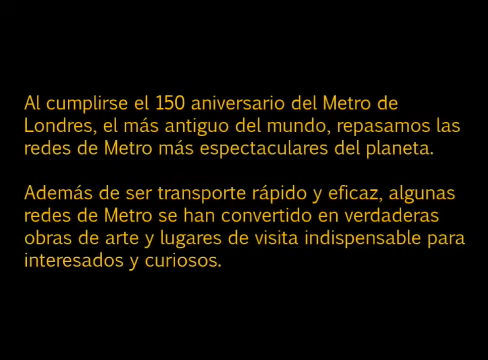 Al cumplirse el 150 aniversario del Metro de
Londres, el más antiguo del mundo, repasamos las
redes de Metro más espectaculares del planeta.
Además de ser transporte rápido y eficaz, algunas
redes de Metro se han convertido en verdaderas
obras de arte y lugares de visita indispensable para
interesados y curiosos.